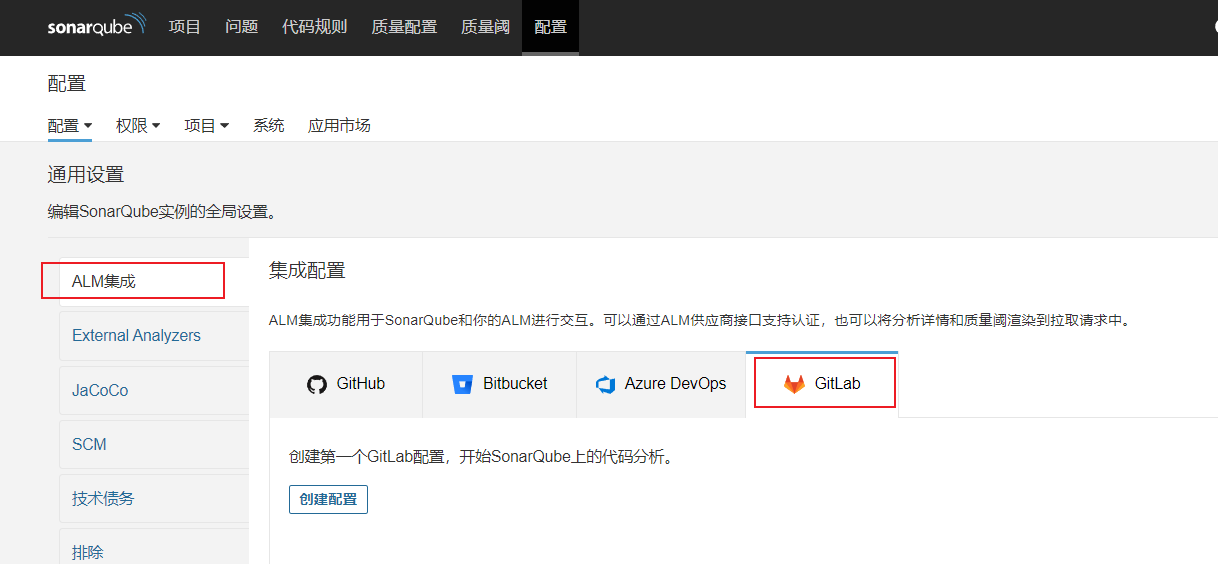 sonarqube 项目 问题 代码规则 质量配置 质量阈 配置
配置
配置 权限 项目 系统 应用市场
通用设置
编辑SonarQube实例的全局设置。
ALM集成
External Analyzers
JaCoCo
SCM
技术债务
排除
集成配置
ALM集成功能用于SonarQube和你的ALM进行交互。可以通过ALM供应商接口支持认证，也可以将分析详情和质量阈渲染到拉取请求中。
GitHub Bitbucket Azure DevOps GitLab
创建第一个GitLab配置，开始SonarQube上的代码分析。
创建配置